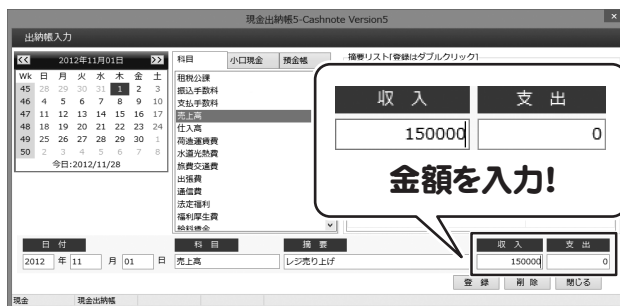 現金出納帳5-Cashnote Version5
出納帳入力
2012年11月01日
Wk 日 月 火 水 木 金 土
45 28 29 30 31 1 2 3
46 4 5 6 7 8 9 10
47 11 12 13 14 15 16 17
48 18 19 20 21 22 23 24
49 25 26 27 28 29 30 1
50 2 3 4 5 6 7 8
今日:2012/11/28
科目 小口現金 預金帳
租税公課
振込手数料
支払手数料
売上高
仕入高
荷造運賃費
水道光熱費
旅費交通費
出張費
通信費
法定福利
福利厚生費
給料賃金
摘要リスト[登録はダブルクリック]
収 入 支 出
150000 0
金額を入力!
日 付 科 目 摘 要 収 入 支 出
2012 年 11 月 01 日 売上高 レジ売り上げ 150000 0
登 録 削 除 閉じる
現金 現金出納帳